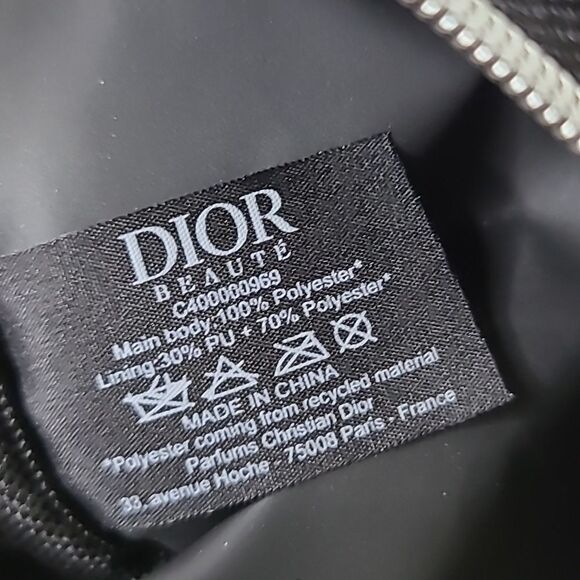 DIOR
BEAUTÉ
C400000969
Main body:100% Polyester*
Lining:30% PU + 70% Polyester*
MADE IN CHINA
*Polyester coming from recycled material
Parfums Christian Dior
33, avenue Hoche 75008 Paris - France